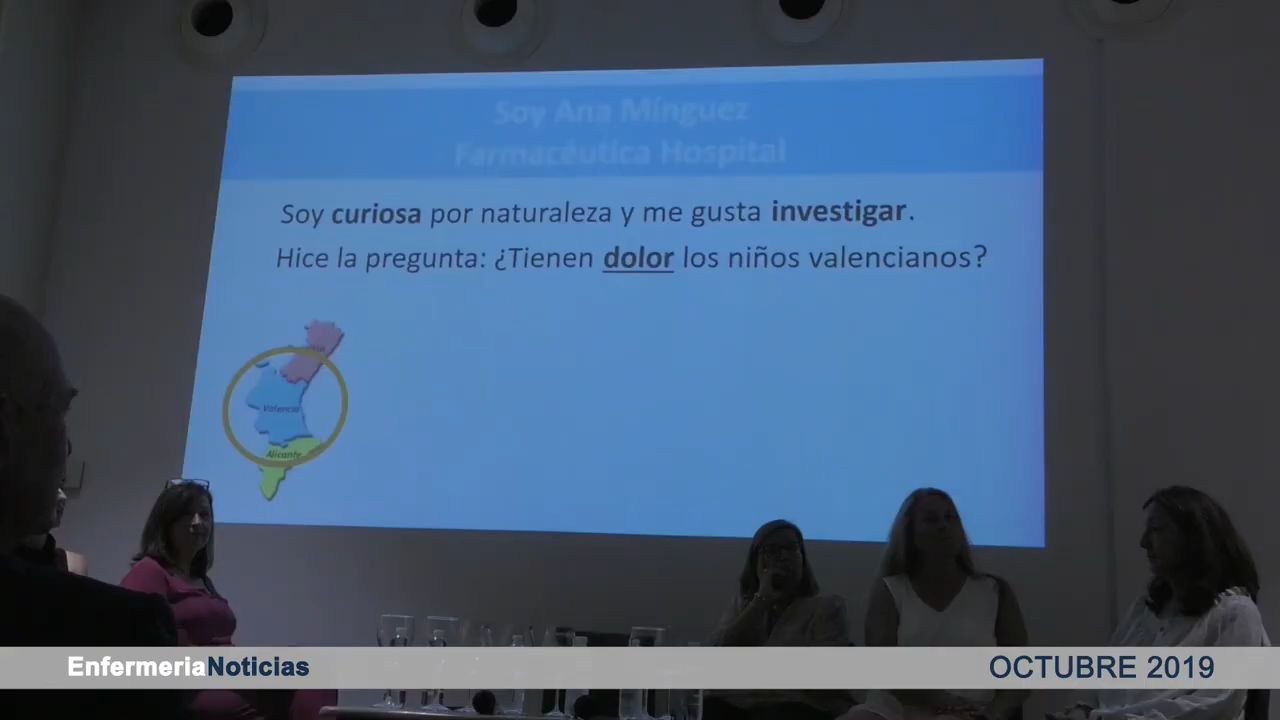 Soy Ana Mínguez
Farmacéutica Hospital
Soy curiosa por naturaleza y me gusta investigar.
Hice la pregunta: ¿Tienen dolor los niños valencianos?
Valencia
Alicante
EnfermeriaNoticias
OCTUBRE 2019